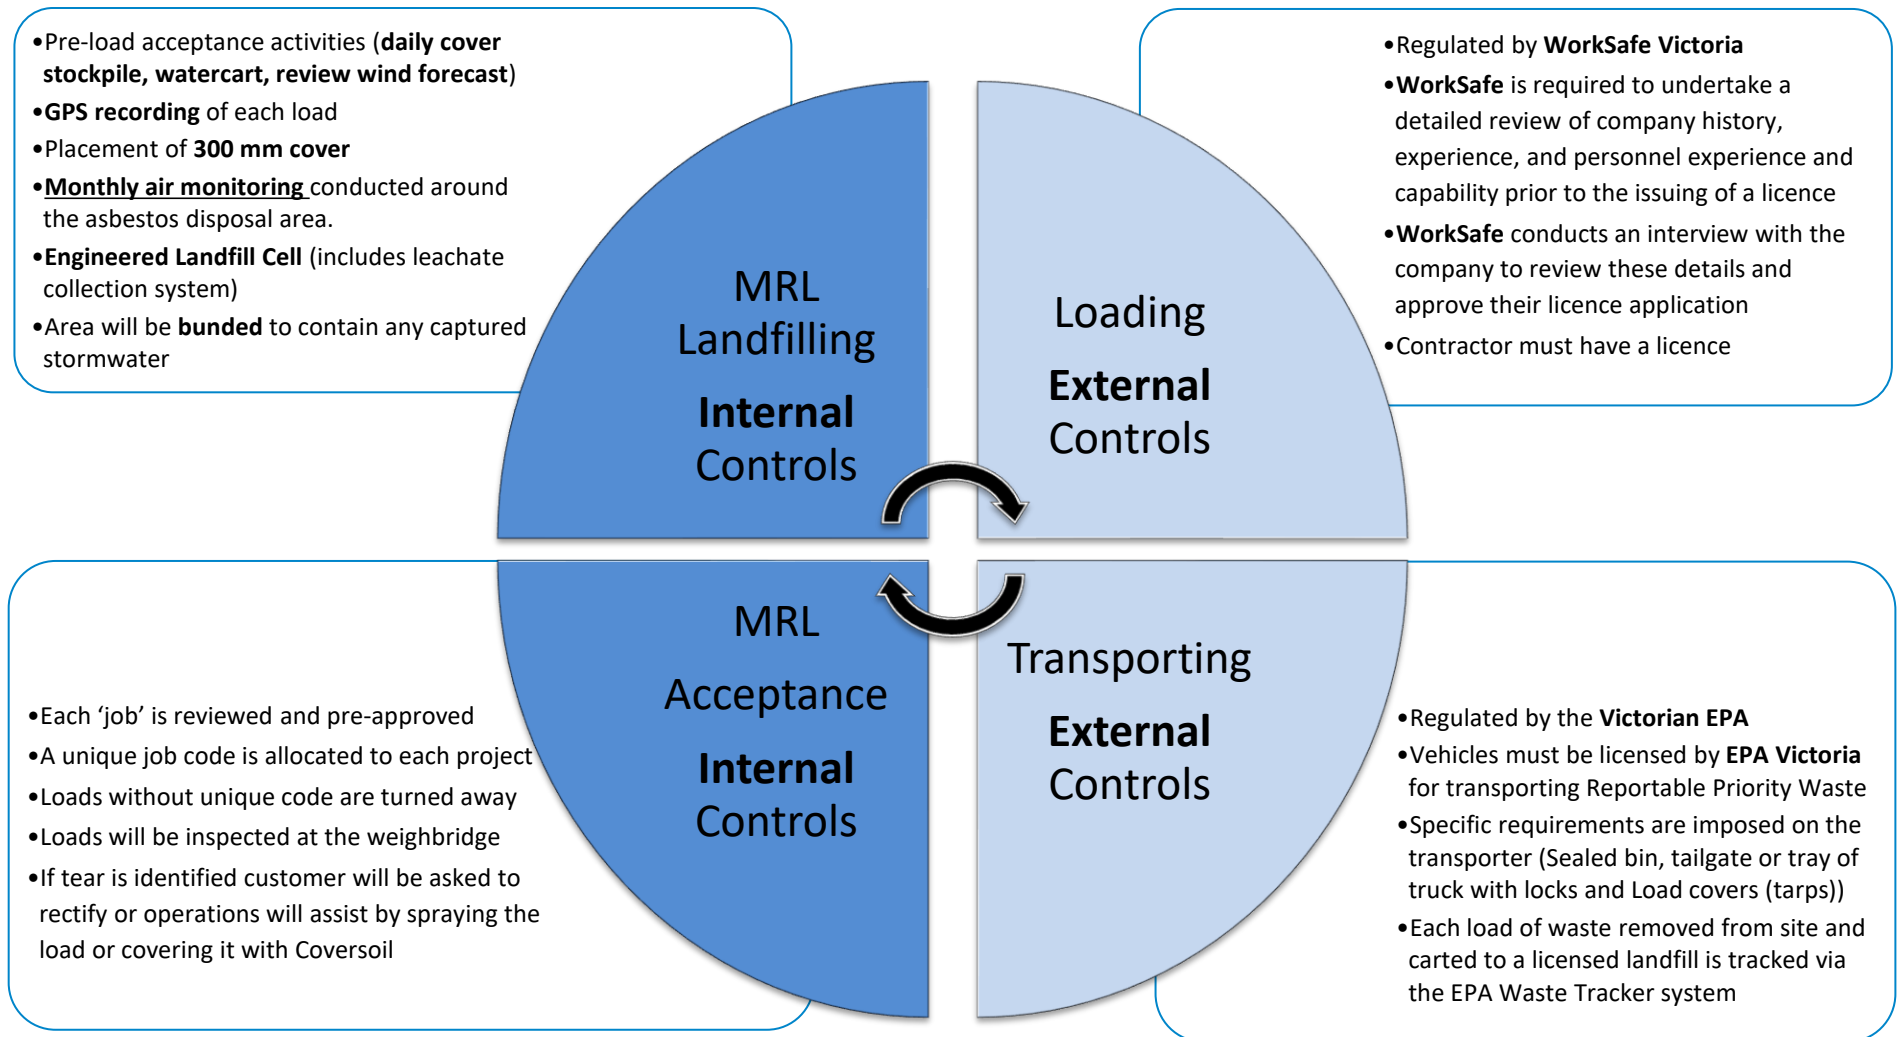 •Pre-load acceptance activities (daily cover
stockpile, watercart, review wind forecast)
•GPS recording of each load
•Placement of 300 mm cover
•Monthly air monitoring conducted around
the asbestos disposal area.
•Engineered Landfill Cell (includes leachate
collection system)
•Area will be bunded to contain any captured
stormwater
MRL
Landfilling
Internal
Controls
Loading
External
Controls
•Regulated by WorkSafe Victoria
•WorkSafe is required to undertake a
detailed review of company history,
experience, and personnel experience and
capability prior to the issuing of a licence
•WorkSafe conducts an interview with the
company to review these details and
approve their licence application
•Contractor must have a licence
•Each ‘job’ is reviewed and pre-approved
•A unique job code is allocated to each project
•Loads without unique code are turned away
•Loads will be inspected at the weighbridge
•If tear is identified customer will be asked to
rectify or operations will assist by spraying the
load or covering it with Coversoil
MRL
Acceptance
Internal
Controls
Transporting
External
Controls
•Regulated by the Victorian EPA
•Vehicles must be licensed by EPA Victoria
for transporting Reportable Priority Waste
•Specific requirements are imposed on the
transporter (Sealed bin, tailgate or tray of
truck with locks and Load covers (tarps))
•Each load of waste removed from site and
carted to a licensed landfill is tracked via
the EPA Waste Tracker system